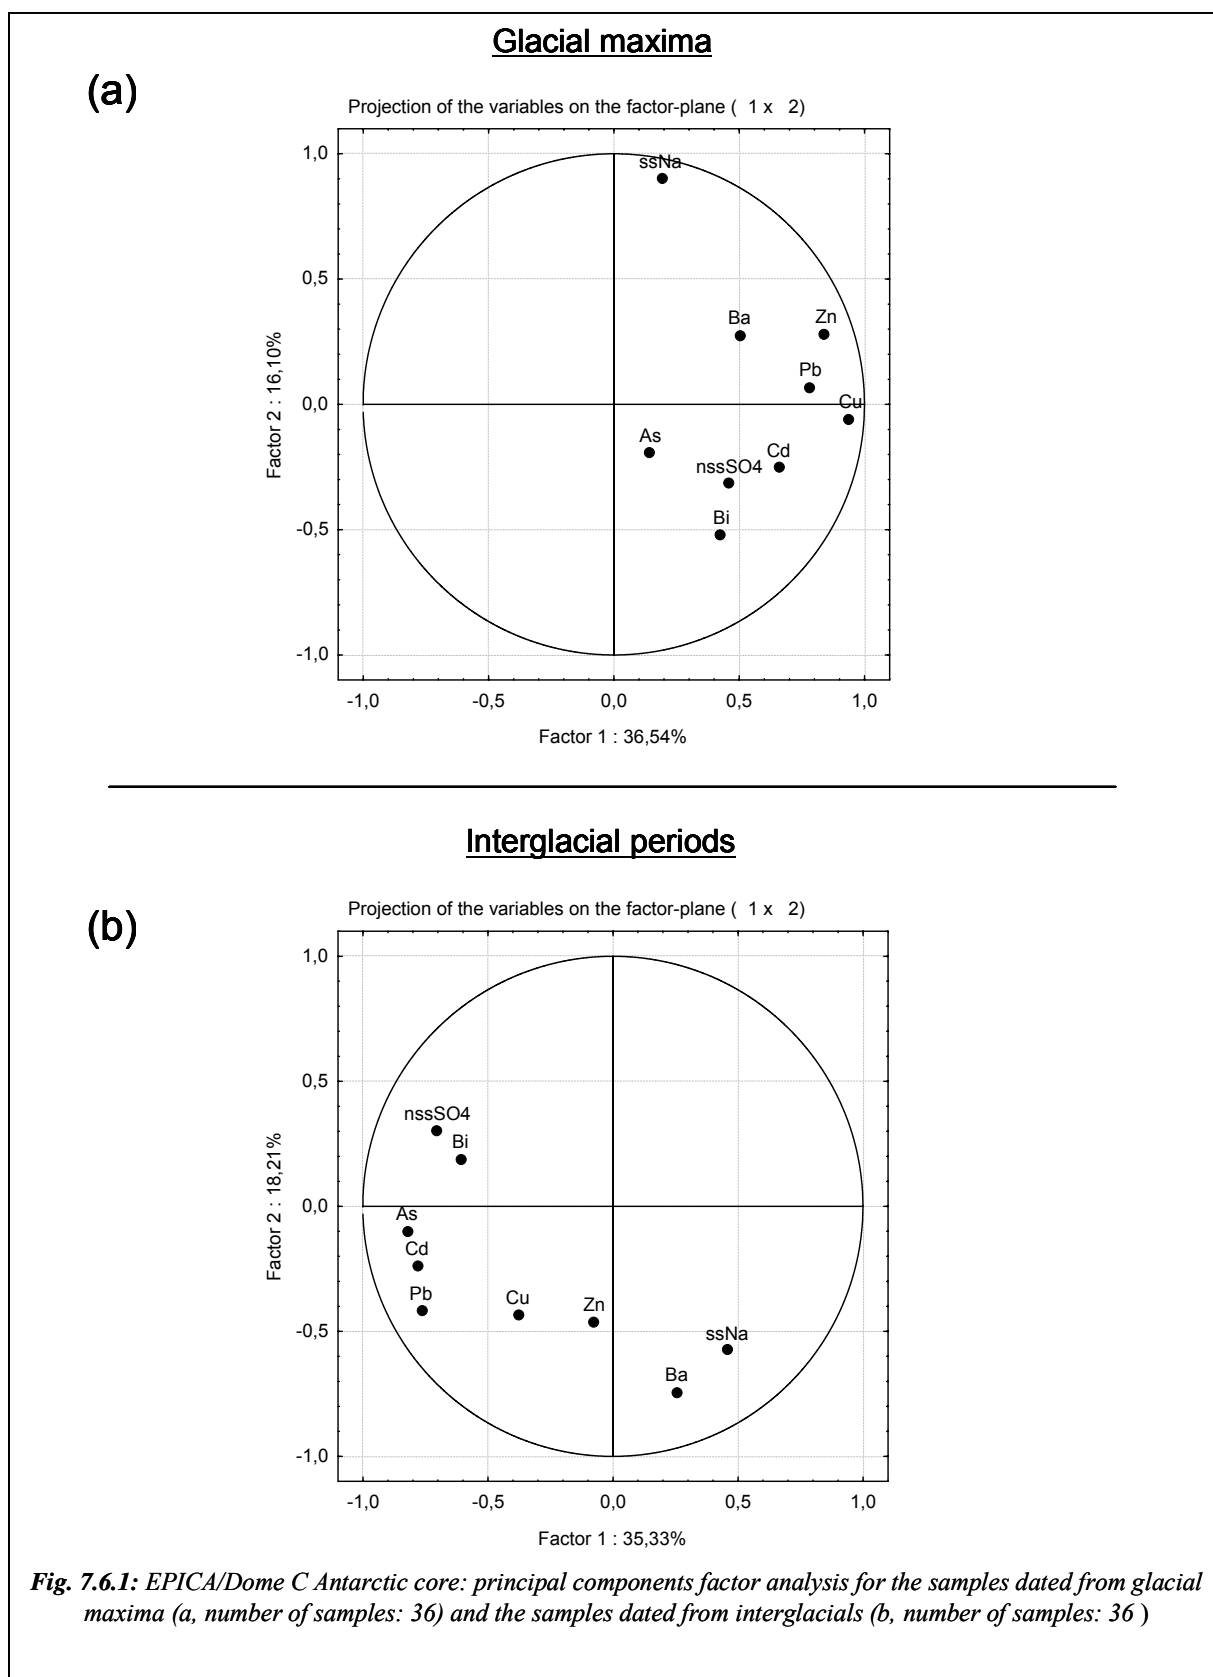 Glacial maxima
(a)
Projection of the variables on the factor-plane (  1 x   2)
1,0
ssNa
0,5
Ba
Zn
Pb
0,0
Cu
As
Cd
nssSO4
Bi
-0,5
-1,0
Factor 2 : 16,10%
-1,0 -0,5 0,0 0,5 1,0
Factor 1 : 36,54%
Interglacial periods
(b)
Projection of the variables on the factor-plane (  1 x   2)
1,0
0,5
nssSO4
Bi
0,0
As
Cd
Pb
Cu
Zn
-0,5
ssNa
Ba
-1,0
Factor 2 : 18,21%
-1,0 -0,5 0,0 0,5 1,0
Factor 1 : 35,33%
Fig. 7.6.1: EPICA/Dome C Antarctic core: principal components factor analysis for the samples dated from glacial
maxima (a, number of samples: 36) and the samples dated from interglacials (b, number of samples: 36 )